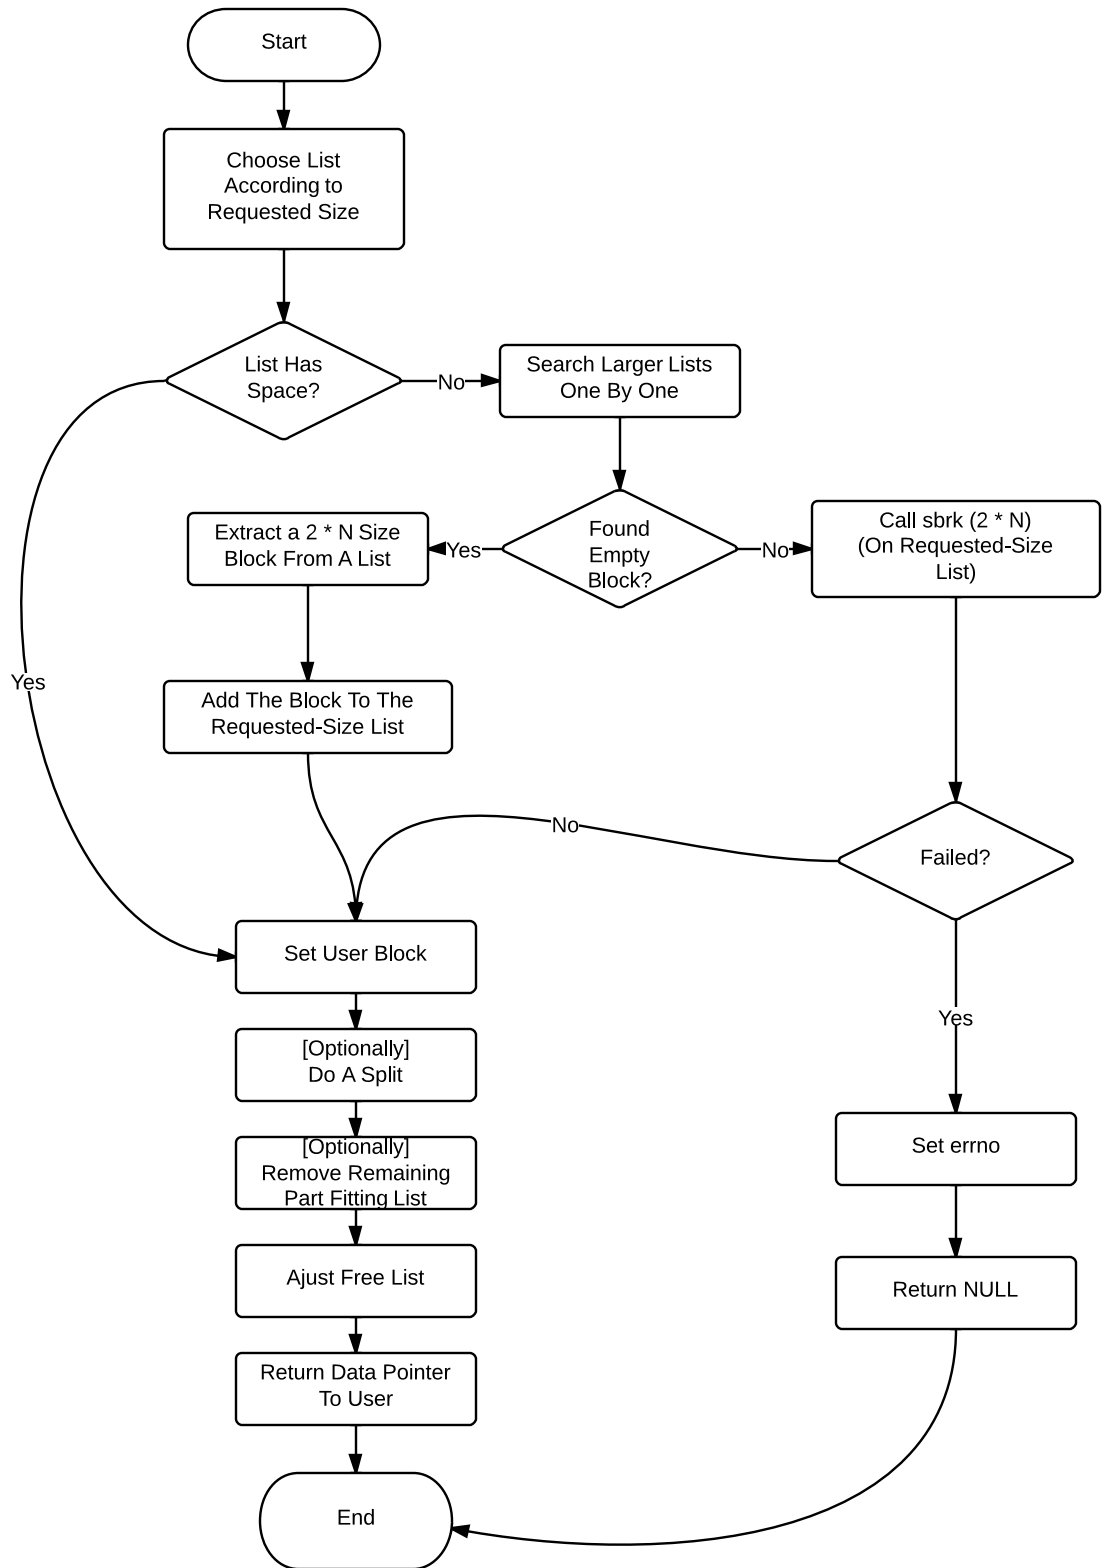 Start
Choose List
According to
Requested Size
List Has
Space?
No
Search Larger Lists
One By One
Extract a 2 * N Size
Block From A List
Yes
Found
Empty
Block?
No
Call sbrk (2 * N)
(On Requested-Size
List)
Yes
Add The Block To The
Requested-Size List
No
Failed?
Set User Block
Yes
[Optionally]
Do A Split
[Optionally]
Remove Remaining
Part Fitting List
Set errno
Ajust Free List
Return NULL
Return Data Pointer
To User
End